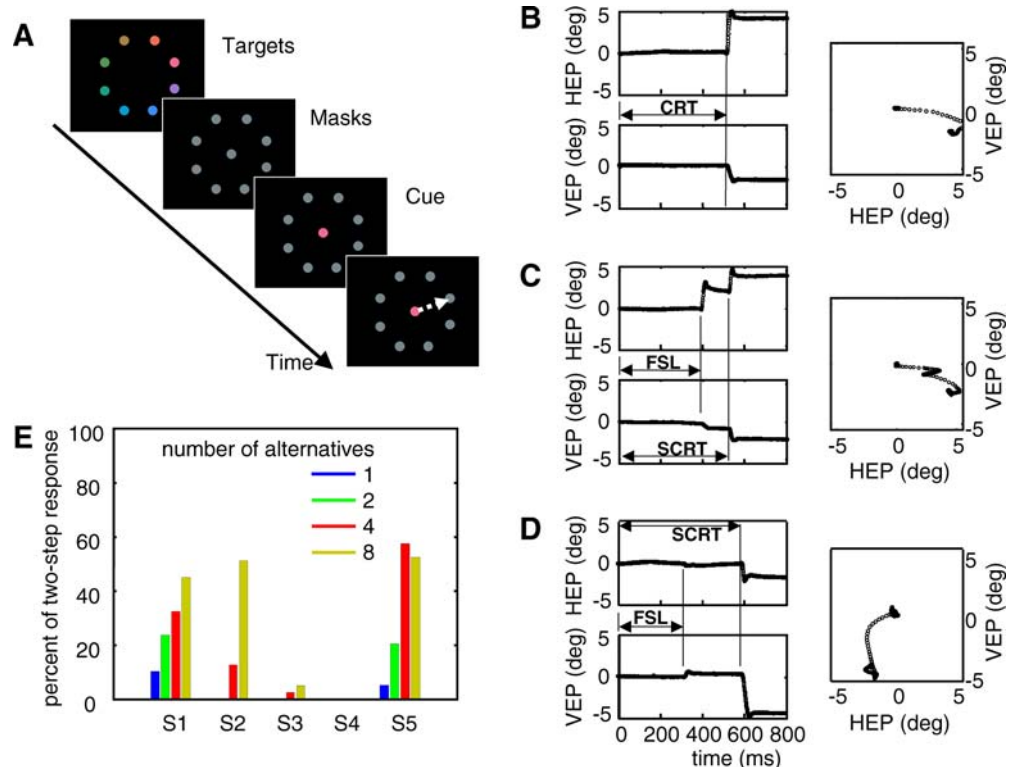 A
Targets
Masks
Cue
Time
B
HEP (deg)
5
0
-5
CRT
VEP (deg)
5
0
-5
5
0
-5
VEP (deg)
-5 0 5
HEP (deg)
C
HEP (deg)
5
0
-5
FSL
VEP (deg)
5
0
-5
SCRT
5
0
-5
VEP (deg)
-5 0 5
HEP (deg)
D
HEP (deg)
5
0
-5
SCRT
FSL
VEP (deg)
5
0
-5
0 200 400 600 800
time (ms)
5
0
-5
VEP (deg)
-5 0 5
HEP (deg)
E
percent of two-step response
100
80
60
40
20
0
number of alternatives
1
2
4
8
S1 S2 S3 S4 S5